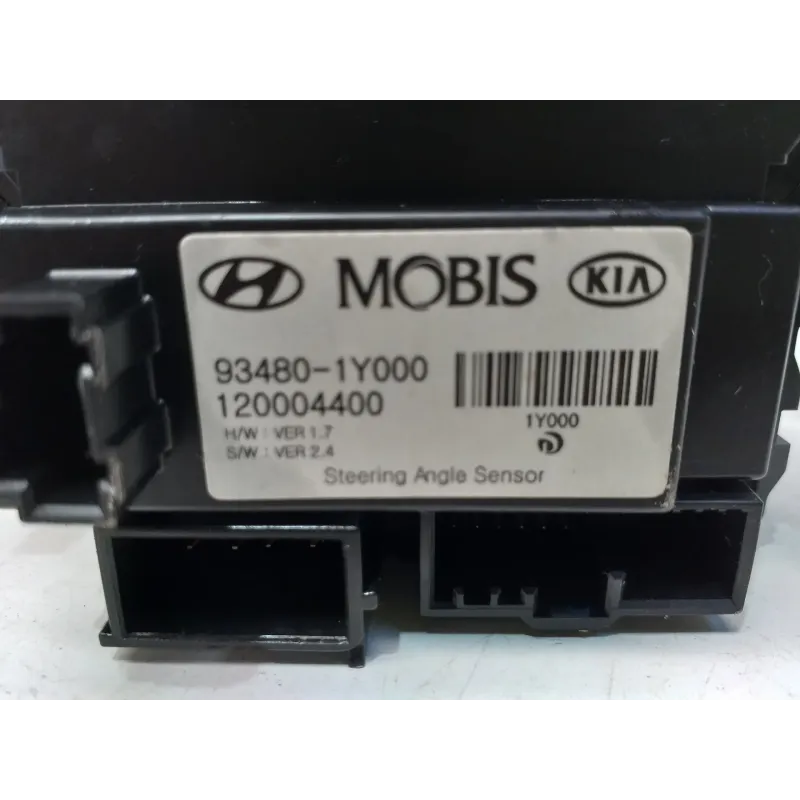 MOBIS KIA
93480-1Y000
120004400
1Y000
H/W : VER 1.7
S/W : VER 2.4
Steering Angle Sensor